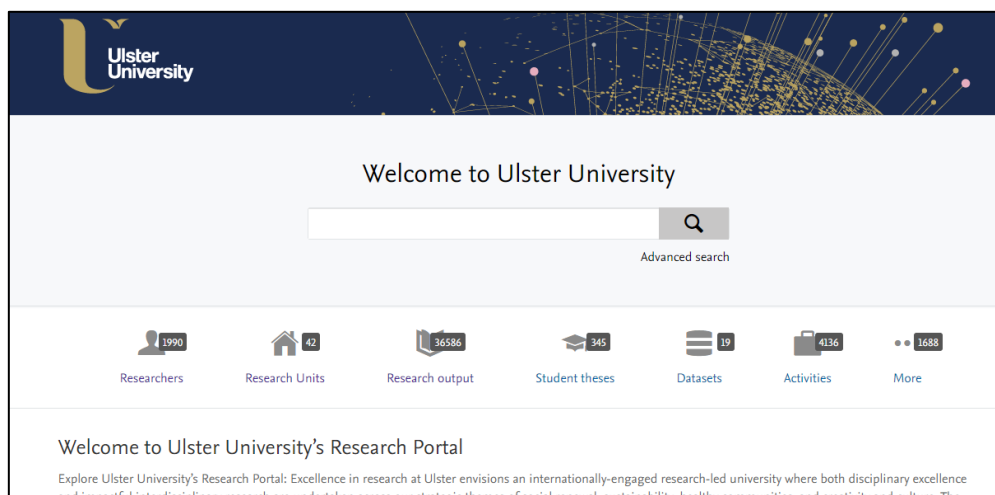 Ulster
University
Welcome to Ulster University
Advanced search
1990
42
36586
345
19
4136
1688
Researchers
Research Units
Research output
Student theses
Datasets
Activities
More
Welcome to Ulster University's Research Portal
Explore Ulster University's Research Portal: Excellence in research at Ulster envisions an internationally-engaged research-led university where both disciplinary excellence